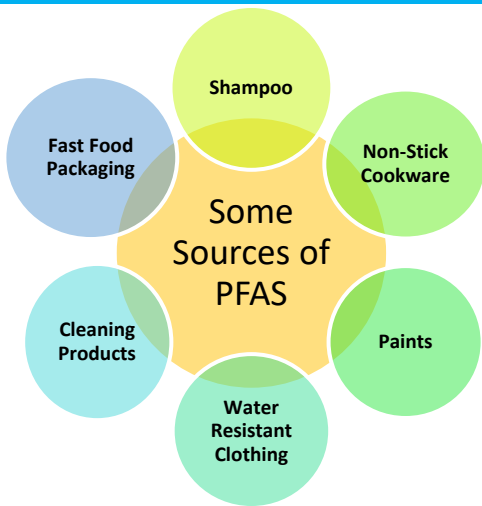 Shampoo
Fast Food
Packaging
Non-Stick
Cookware
Some
Sources of
PFAS
Cleaning
Products
Paints
Water
Resistant
Clothing